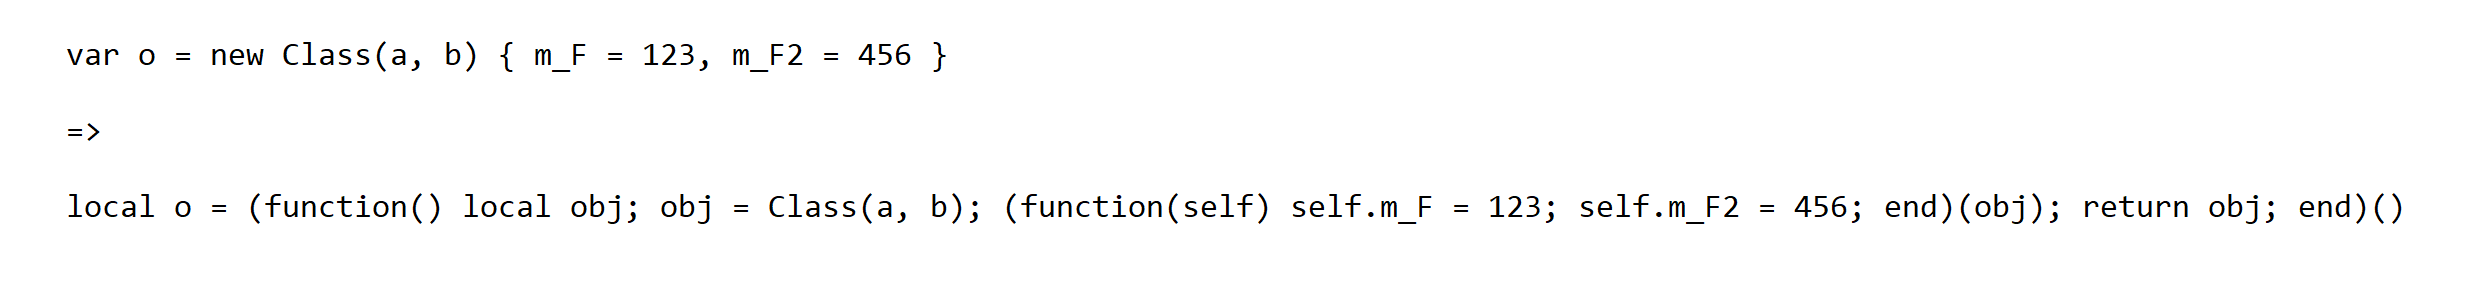 var o = new Class(a, b) { m_F = 123, m_F2 = 456 }
=>
local o = (function() local obj; obj = Class(a, b); (function(self) self.m_F = 123; self.m_F2 = 456; end)(obj); return obj; end)()